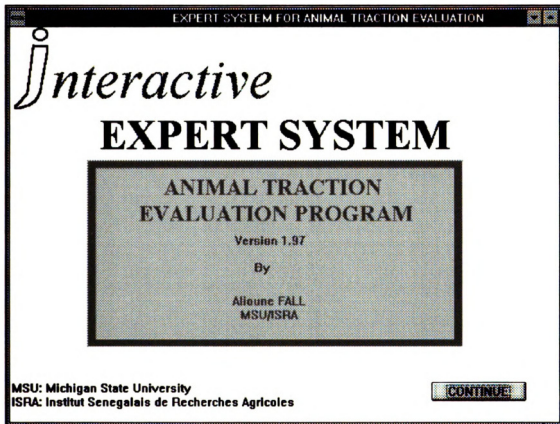 EXPERT SYSTEM FOR ANIMAL TRACTION EVALUATION
Interactive
EXPERT SYSTEM
ANIMAL TRACTION
EVALUATION PROGRAM
Version 1.97
By
Alioune FALL
MSU/ISRA
MSU: Michigan State University
ISRA: Institut Senegalais de Recherches Agricoles
CONTINUE